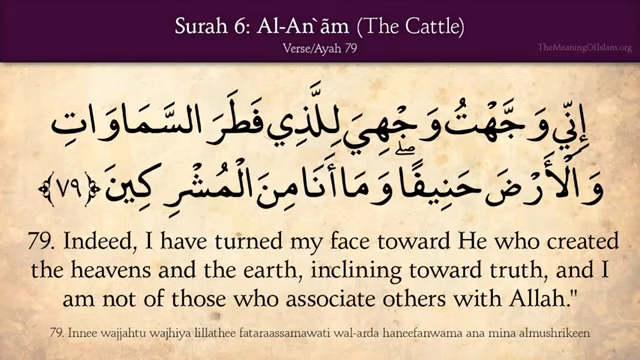 Surah 6: Al-An`ãm (The Cattle)
Verse/Ayah 79
TheMeaningOfIslam.org
إِنِّي وَجَّهْتُ وَجْهِيَ لِلَّذِي فَطَرَ السَّمَاوَاتِ
وَالْأَرْضَ حَنِيفًا ۖ وَمَا أَنَا مِنَ الْمُشْرِكِينَ ﴿٧٩﴾
79. Indeed, I have turned my face toward He who created
the heavens and the earth, inclining toward truth, and I
am not of those who associate others with Allah."
79. Innee wajjahtu wajhiya lillathee fataraassamawati wal-arda haneefanwama ana mina almushrikeen